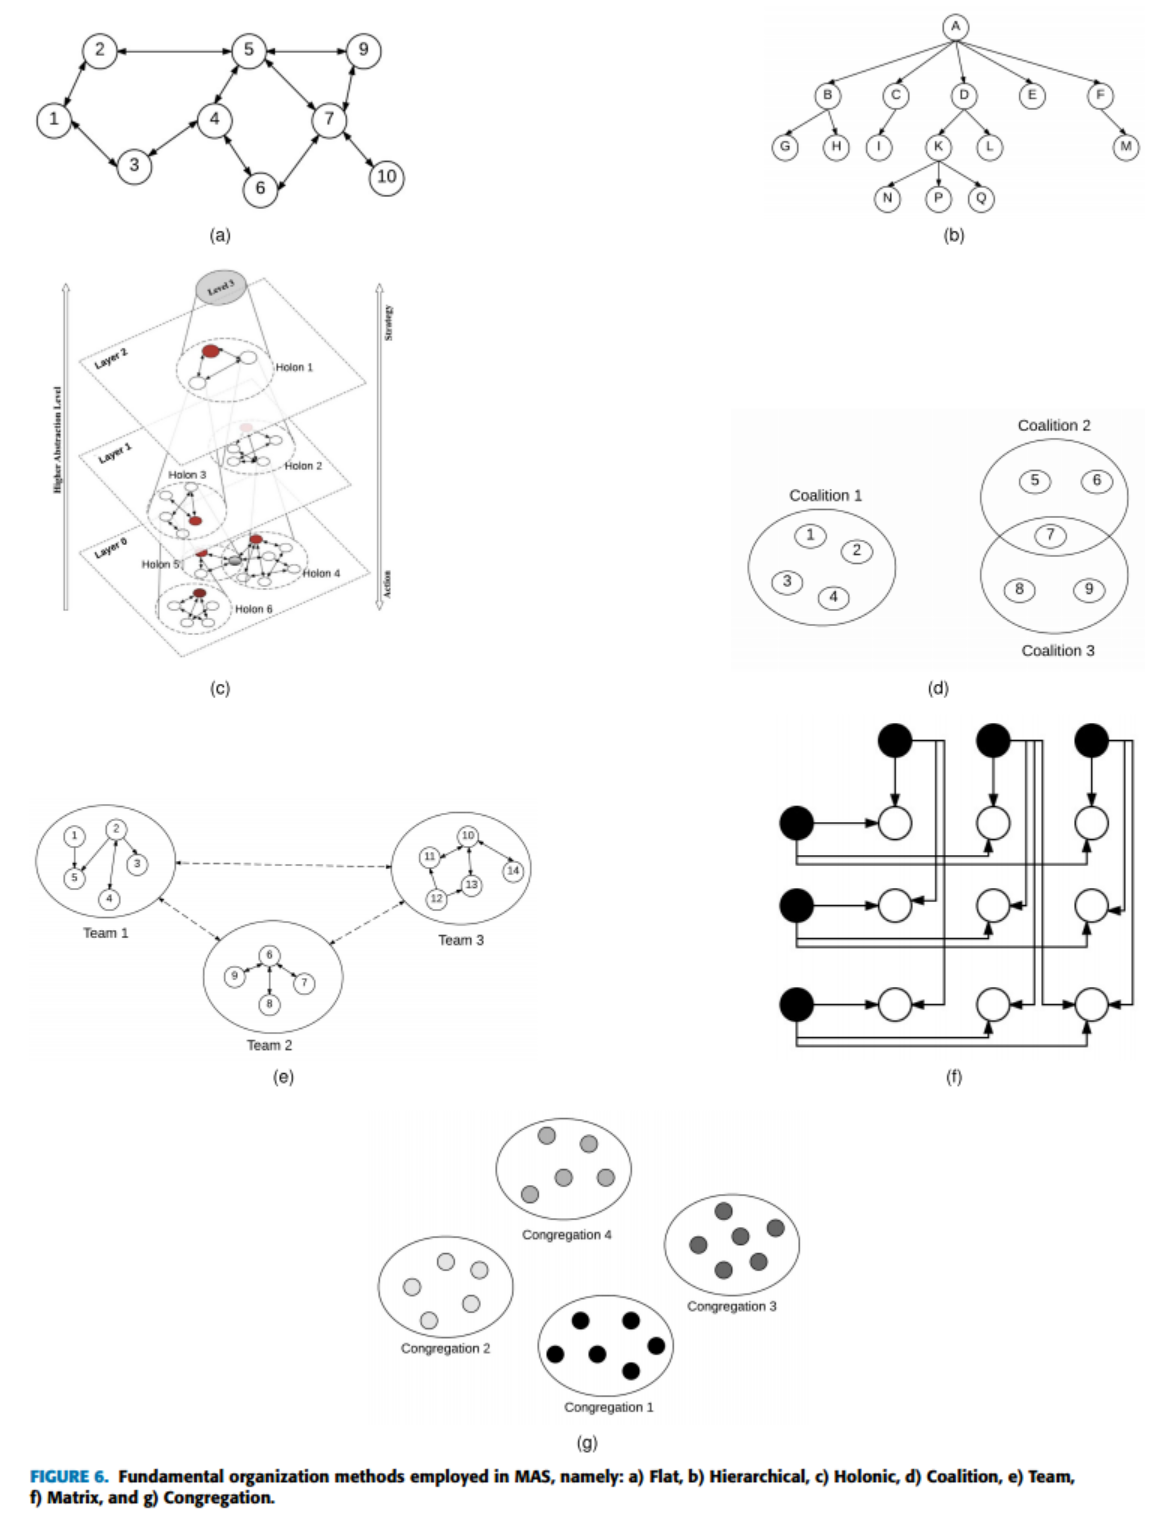 2
5
9
1
4
7
3
6
10
(a)
A
B
C
D
E
F
G
H
I
K
L
M
N
P
Q
(b)
Level 3
Layer 2
Holon 1
Layer 1
Holon 2
Holon 3
Layer 0
Holon 5
Holon 4
Holon 6
Higher Abstraction Level
Strategy
Action
(c)
Coalition 2
5
6
Coalition 1
7
1
2
3
4
8
9
Coalition 3
(d)
1
2
3
5
4
Team 1
10
11
14
13
12
Team 3
6
9
7
8
Team 2
(e)
(f)
Congregation 4
Congregation 3
Congregation 2
Congregation 1
(g)
FIGURE 6. Fundamental organization methods employed in MAS, namely: a) Flat, b) Hierarchical, c) Holonic, d) Coalition, e) Team,
f) Matrix, and g) Congregation.